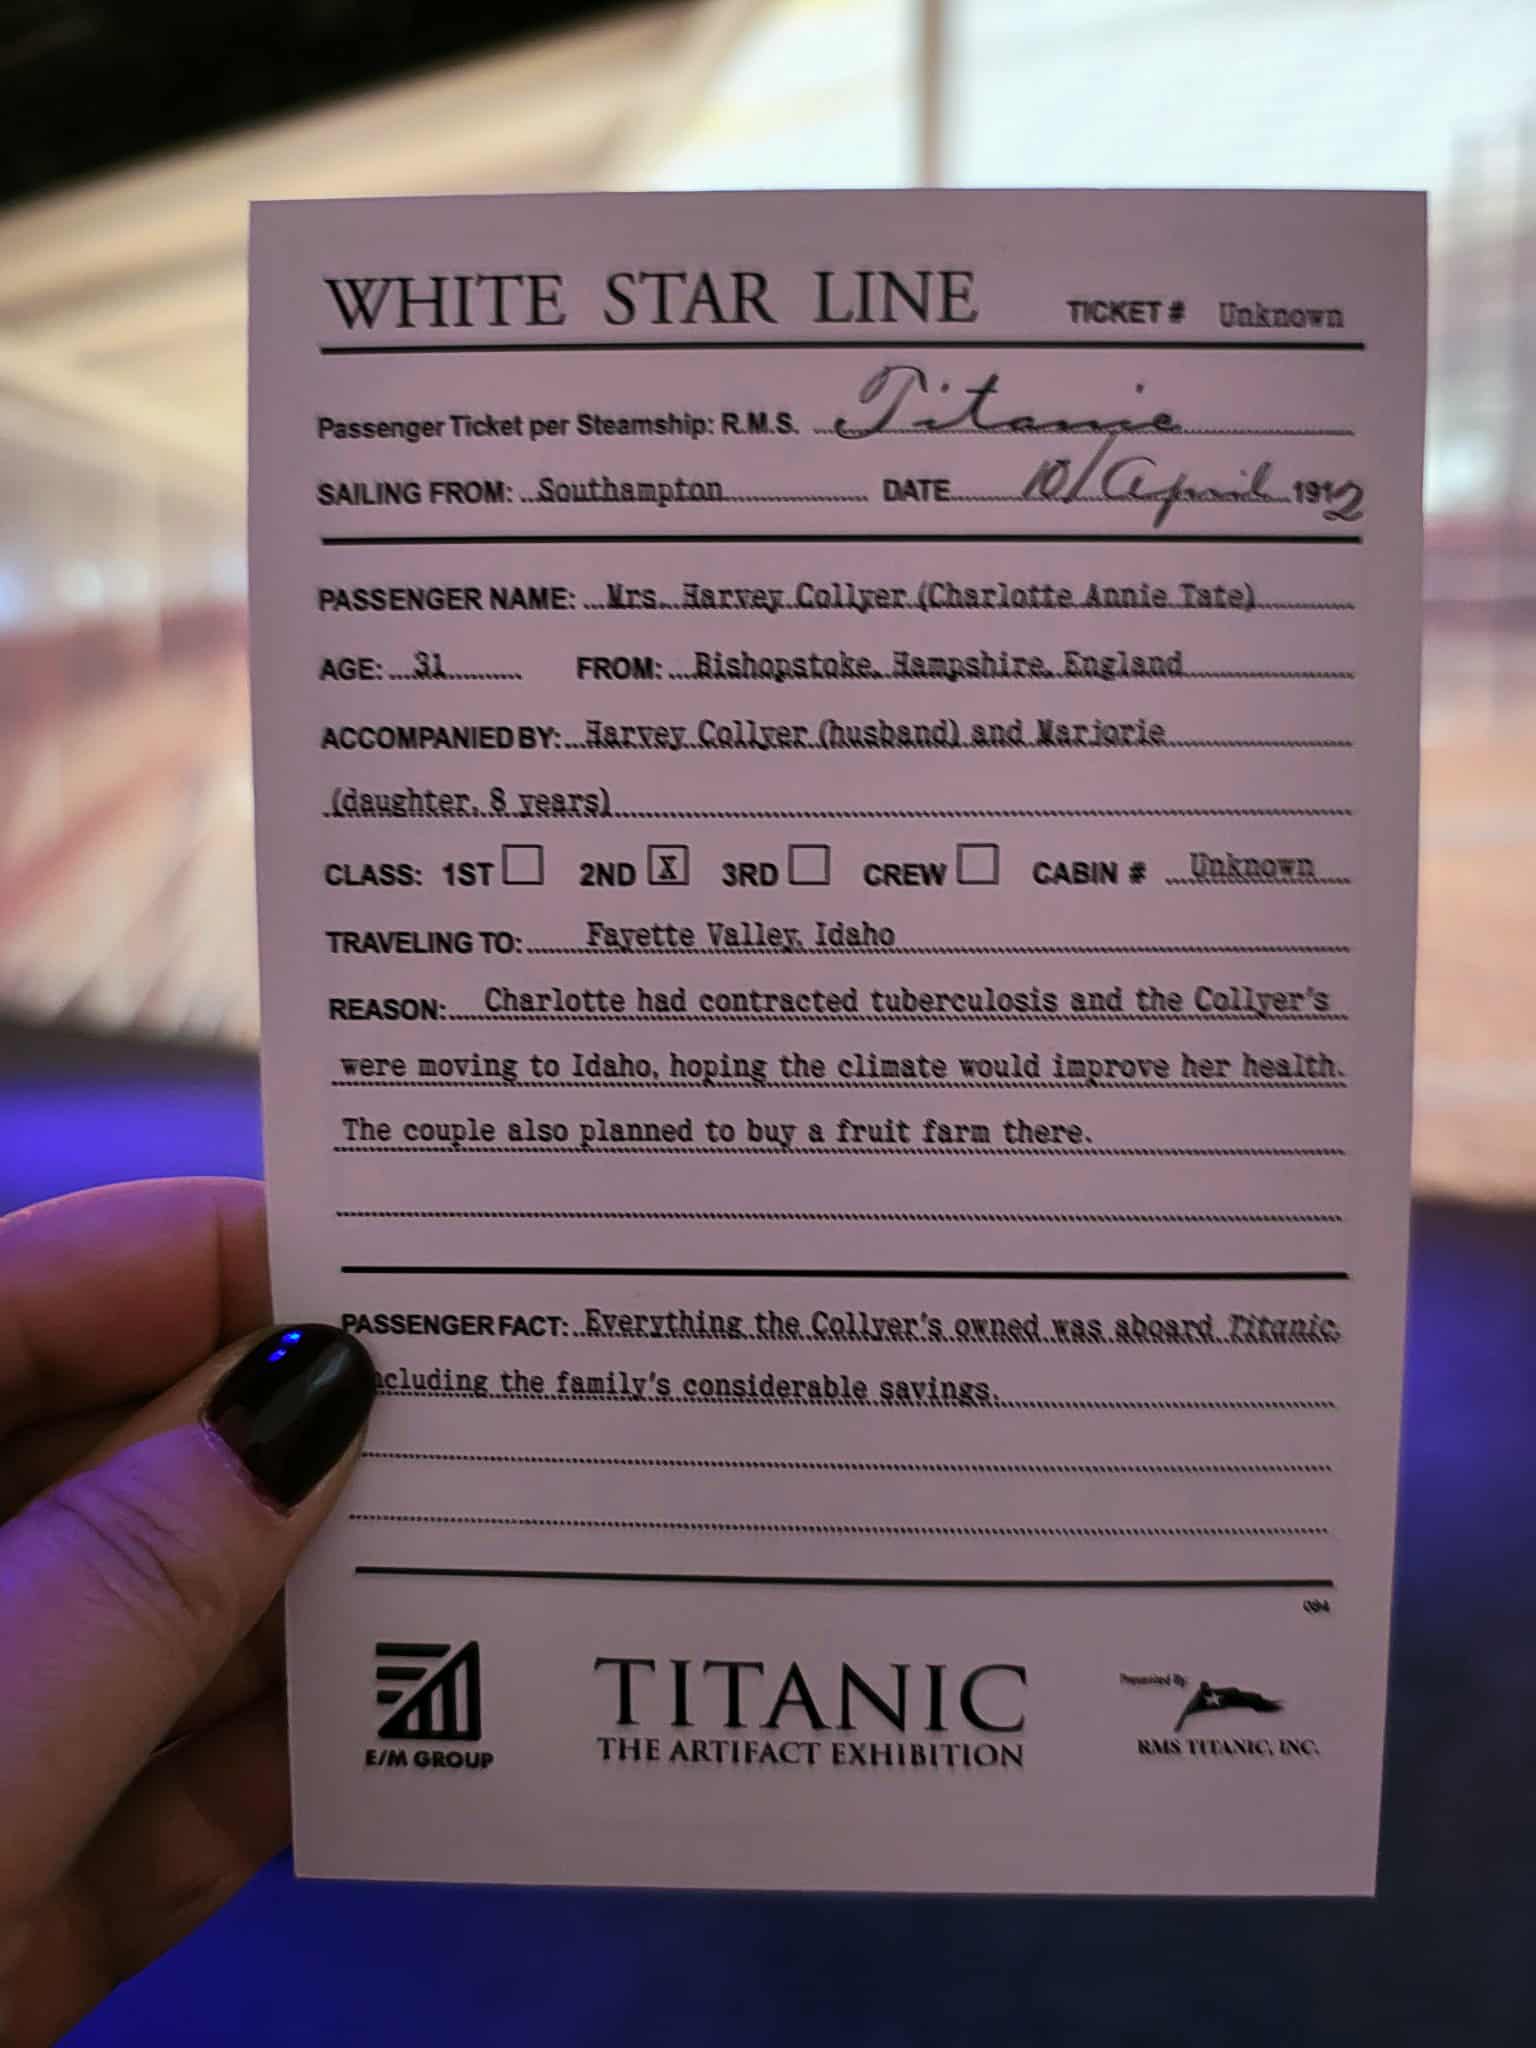 WHITE STAR LINE TICKET # Unknown
Passenger Ticket per Steamship: R.M.S. Titanic
SAILING FROM: Southampton DATE 10/April 1912
PASSENGER NAME: Mrs. Harvey Collyer (Charlotte Annie Tate)
AGE: 31 FROM: Bishopstoke, Hampshire, England
ACCOMPANIED BY: Harvey Collyer (husband) and Marjorie
(daughter, 8 years)
CLASS: 1ST 2ND X 3RD CREW CABIN # Unknown
TRAVELING TO: Fayette Valley, Idaho
REASON: Charlotte had contracted tuberculosis and the Collyer's
were moving to Idaho, hoping the climate would improve her health.
The couple also planned to buy a fruit farm there.
PASSENGER FACT: Everything the Collyer's owned was aboard Titanic,
including the family's considerable savings.
084
E/M GROUP
TITANIC
THE ARTIFACT EXHIBITION
Presented By
RMS TITANIC, INC.